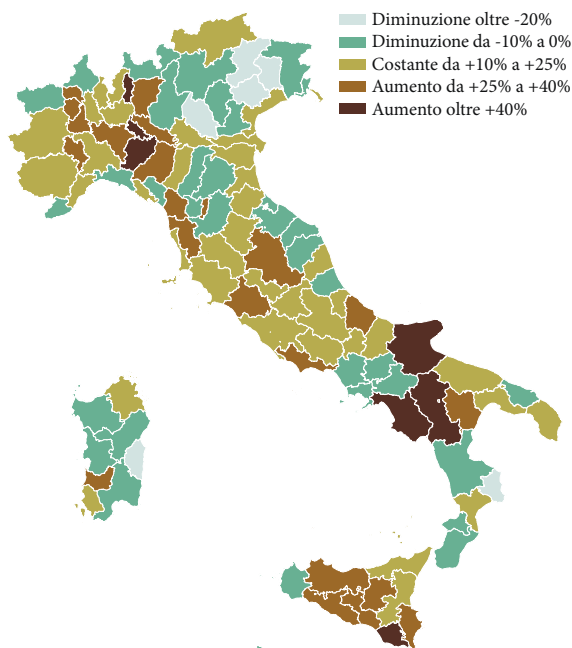 Diminuzione oltre -20%
Diminuzione da -10% a 0%
Costante da +10% a +25%
Aumento da +25% a +40%
Aumento oltre +40%